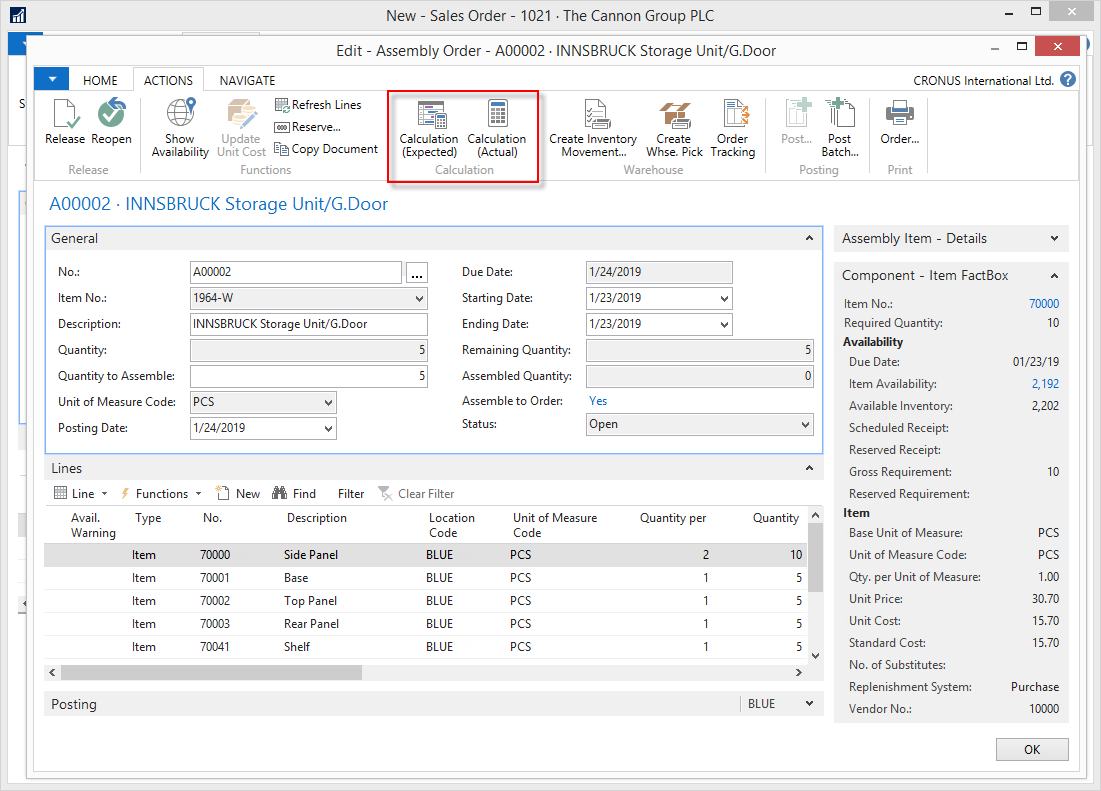 New - Sales Order - 1021 · The Cannon Group PLC
Edit - Assembly Order - A00002 · INNSBRUCK Storage Unit/G.Door
HOME ACTIONS NAVIGATE CRONUS International Ltd. ?
Release Reopen
Release
Show Availability
Update Unit Cost
Refresh Lines
Reserve...
Copy Document
Functions
Calculation (Expected)
Calculation (Actual)
Calculation
Create Inventory Movement...
Create Whse. Pick
Order Tracking
Warehouse
Post...
Post Batch...
Posting
Order...
Print
A00002 · INNSBRUCK Storage Unit/G.Door
General
No.: A00002 ...
Item No.: 1964-W
Description: INNSBRUCK Storage Unit/G.Door
Quantity: 5
Quantity to Assemble: 5
Unit of Measure Code: PCS
Posting Date: 1/24/2019
Due Date: 1/24/2019
Starting Date: 1/23/2019
Ending Date: 1/23/2019
Remaining Quantity: 5
Assembled Quantity: 0
Assemble to Order: Yes
Status: Open
Lines
Line Functions New Find Filter Clear Filter
Avail. Warning Type No. Description Location Code Unit of Measure Code Quantity per Quantity
Item 70000 Side Panel BLUE PCS 2 10
Item 70001 Base BLUE PCS 1 5
Item 70002 Top Panel BLUE PCS 1 5
Item 70003 Rear Panel BLUE PCS 1 5
Item 70041 Shelf BLUE PCS 1 5
Posting BLUE
Assembly Item - Details
Component - Item FactBox
Item No.: 70000
Required Quantity: 10
Availability
Due Date: 01/23/19
Item Availability: 2,192
Available Inventory: 2,202
Scheduled Receipt:
Reserved Receipt:
Gross Requirement: 10
Reserved Requirement:
Item
Base Unit of Measure: PCS
Unit of Measure Code: PCS
Qty. per Unit of Measure: 1.00
Unit Price: 30.70
Unit Cost: 15.70
Standard Cost: 15.70
No. of Substitutes:
Replenishment System: Purchase
Vendor No.: 10000
OK